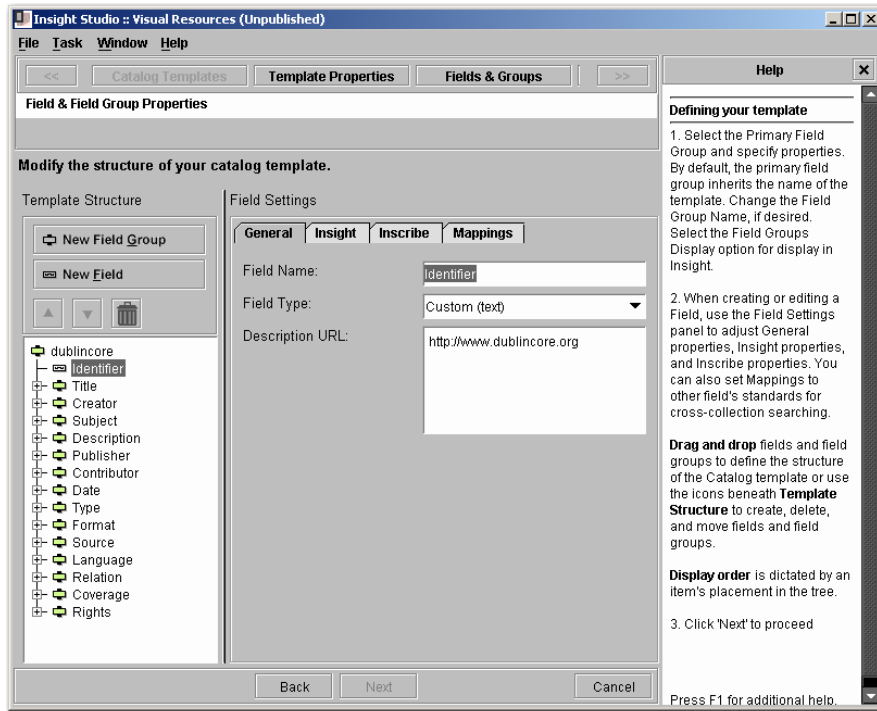 Insight Studio :: Visual Resources (Unpublished)
File Task Window Help
<< Catalog Templates Template Properties Fields & Groups >>
Field & Field Group Properties
Modify the structure of your catalog template.
Template Structure
New Field Group
New Field
dublincore
Identifier
Title
Creator
Subject
Description
Publisher
Contributor
Date
Type
Format
Source
Language
Relation
Coverage
Rights
Field Settings
General Insight Inscribe Mappings
Field Name: Identifier
Field Type: Custom (text)
Description URL: http://www.dublincore.org
Back Next Cancel
Help
Defining your template
1. Select the Primary Field
Group and specify properties.
By default, the primary field
group inherits the name of the
template. Change the Field
Group Name, if desired.
Select the Field Groups
Display option for display in
Insight.
2. When creating or editing a
Field, use the Field Settings
panel to adjust General
properties, Insight properties,
and Inscribe properties. You
can also set Mappings to
other field's standards for
cross-collection searching.
Drag and drop fields and field
groups to define the structure
of the Catalog template or use
the icons beneath Template
Structure to create, delete,
and move fields and field
groups.
Display order is dictated by an
item's placement in the tree.
3. Click 'Next' to proceed
Press F1 for additional help.